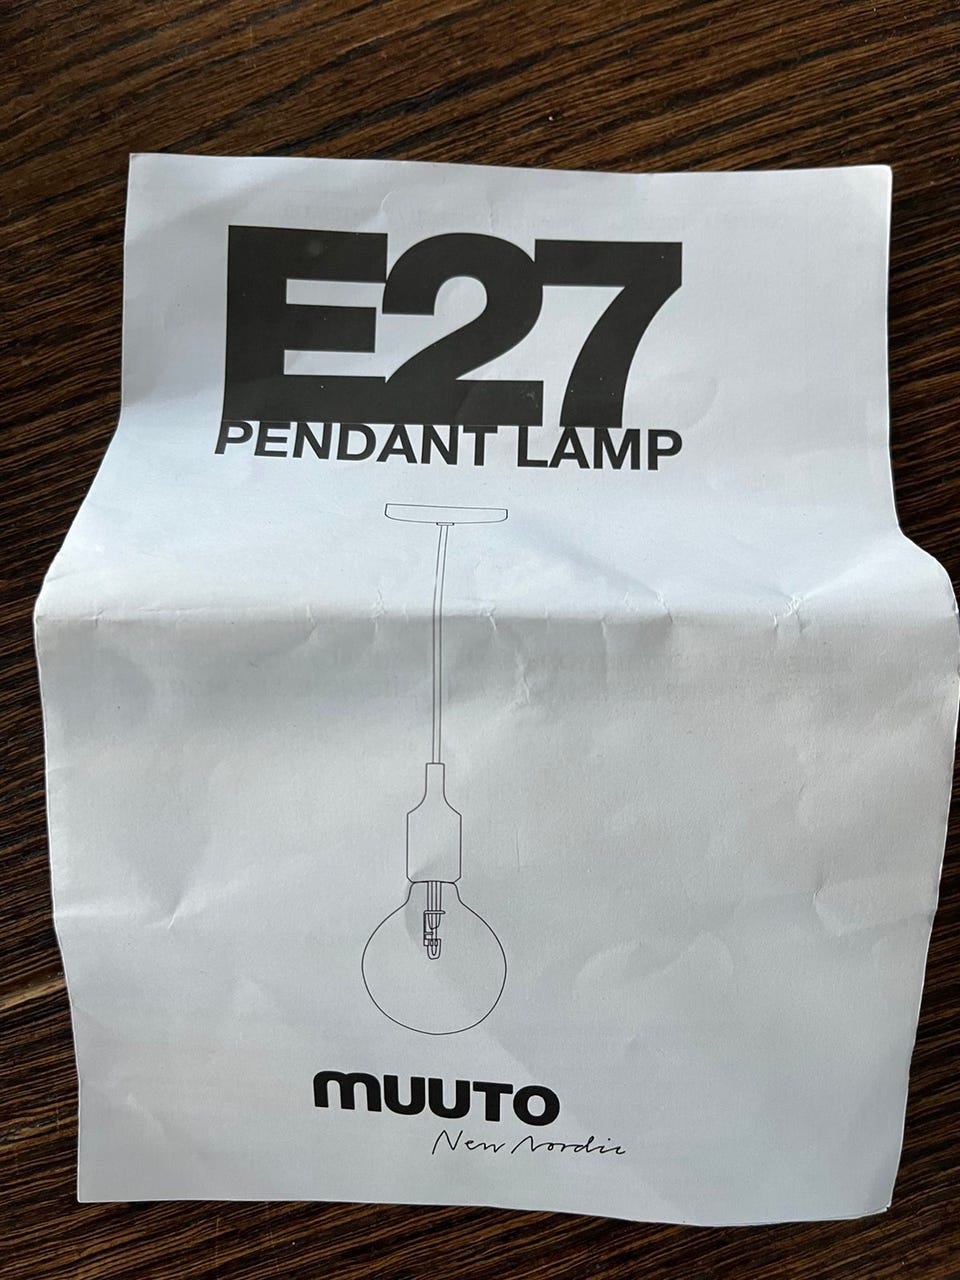 E27
PENDANT LAMP
muuto
New Nordic